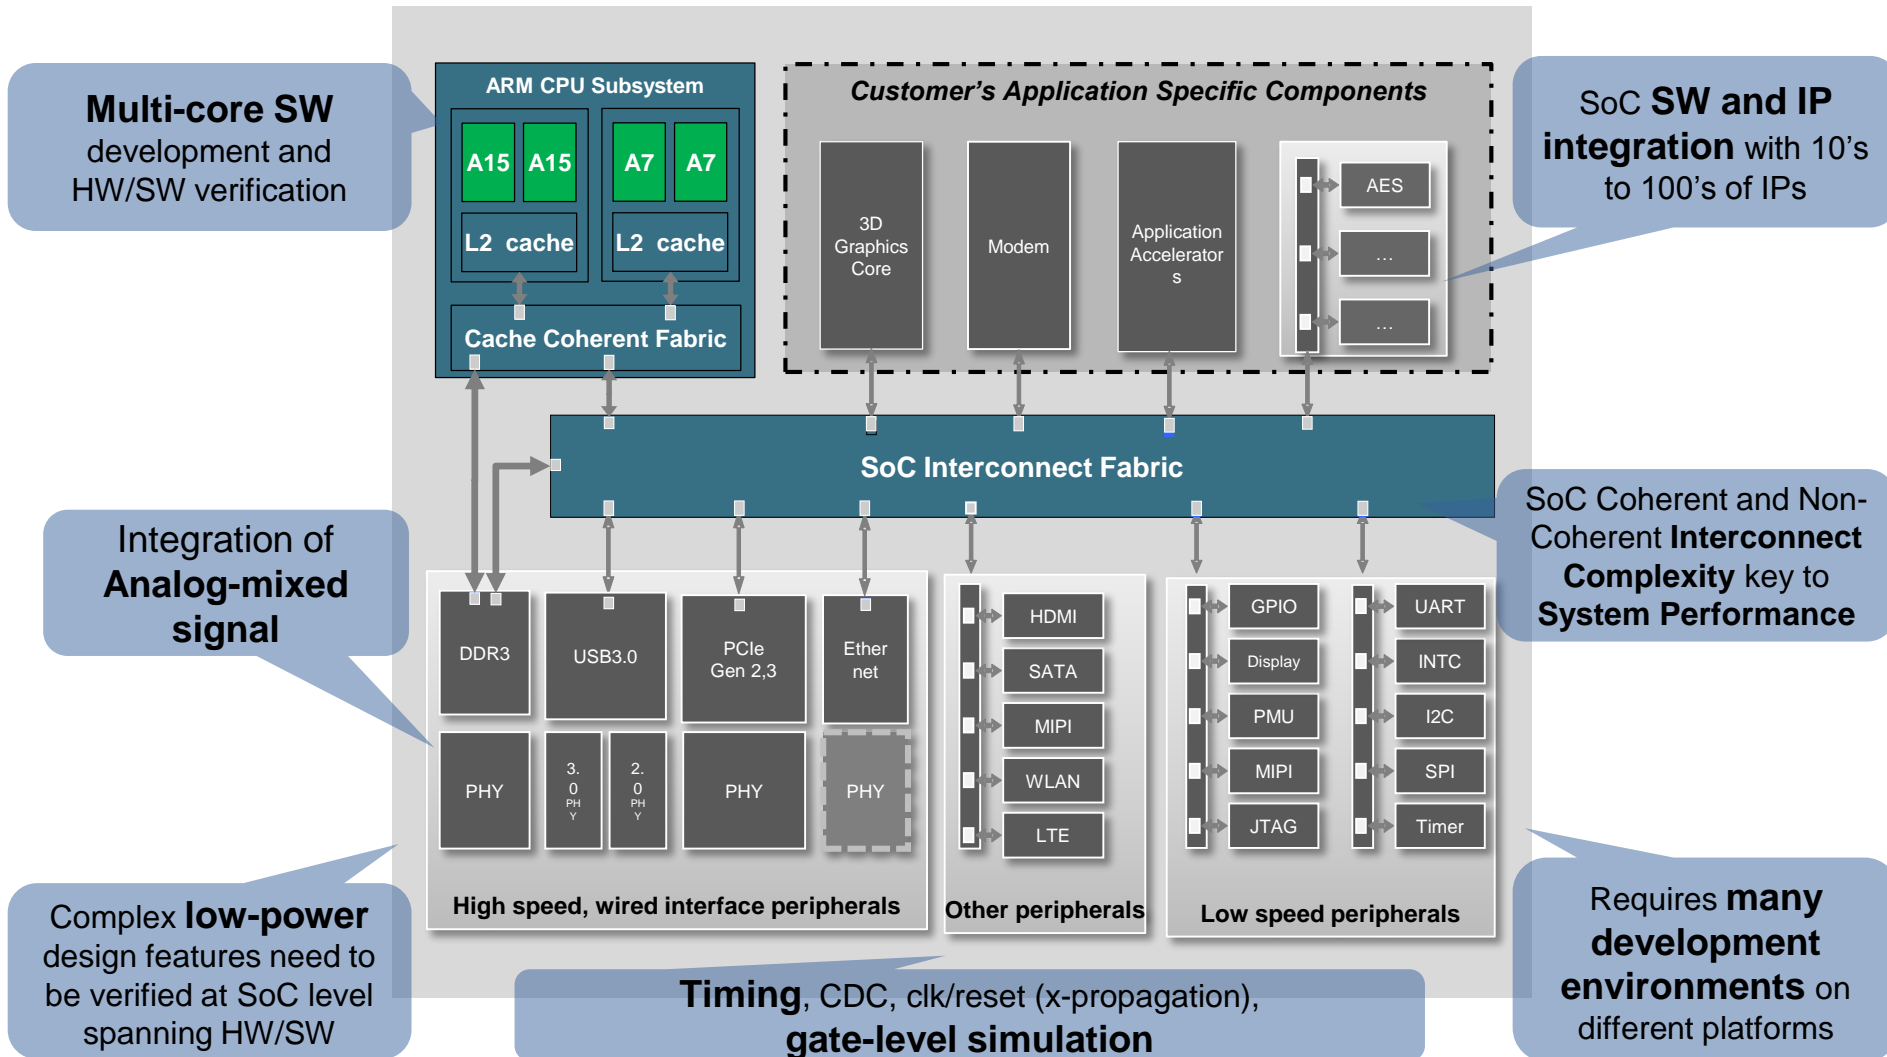 Multi-core SW
development and
HW/SW verification
ARM CPU Subsystem
A15
A15
A7
A7
L2 cache
L2 cache
Cache Coherent Fabric
Customer's Application Specific Components
3D
Graphics
Core
Modem
Application
Accelerator
s
AES
...
...
SoC SW and IP
integration with 10's
to 100's of IPs
SoC Interconnect Fabric
SoC Coherent and Non-
Coherent Interconnect
Complexity key to
System Performance
Integration of
Analog-mixed
signal
DDR3
USB3.0
PCIe
Gen 2,3
Ether
net
PHY
3.
0
PH
Y
2.
0
PH
Y
PHY
PHY
High speed, wired interface peripherals
HDMI
SATA
MIPI
WLAN
LTE
Other peripherals
GPIO
Display
PMU
MIPI
JTAG
UART
INTC
I2C
SPI
Timer
Low speed peripherals
Complex low-power
design features need to
be verified at SoC level
spanning HW/SW
Timing, CDC, clk/reset (x-propagation),
gate-level simulation
Requires many
development
environments on
different platforms